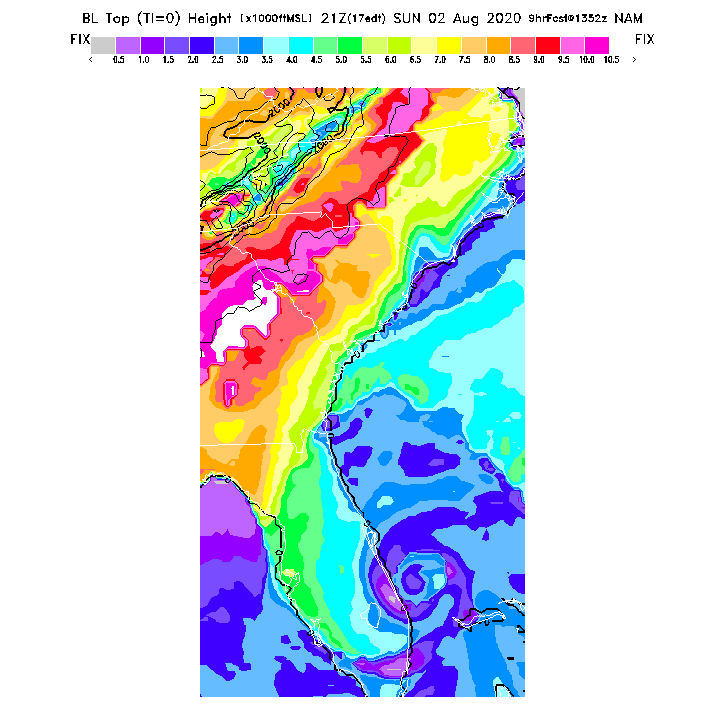 BL Top (TI=0) Height [x1000ftMSL] 21Z(17edt) SUN 02 Aug 2020 9hrFcst@1352z NAM
FIX FIX
< 0.5 1.0 1.5 2.0 2.5 3.0 3.5 4.0 4.5 5.0 5.5 6.0 6.5 7.0 7.5 8.0 8.5 9.0 9.5 10.0 10.5 >
2000
2000
2000